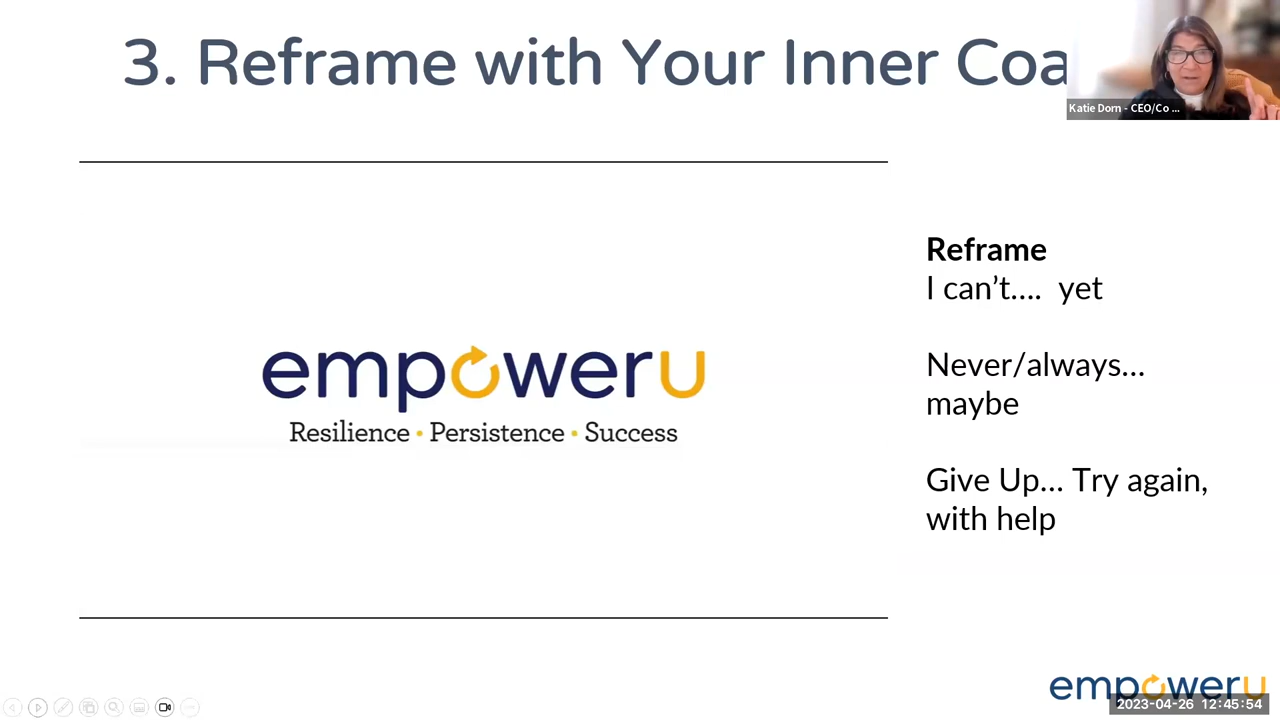 3. Reframe with Your Inner Coa
Katie Dorn - CEO/Co ...
Reframe
I can’t…. yet
Never/always…
maybe
Give Up… Try again,
with help
empoweru
Resilience • Persistence • Success
empoweru
2023-04-26 12:45:54